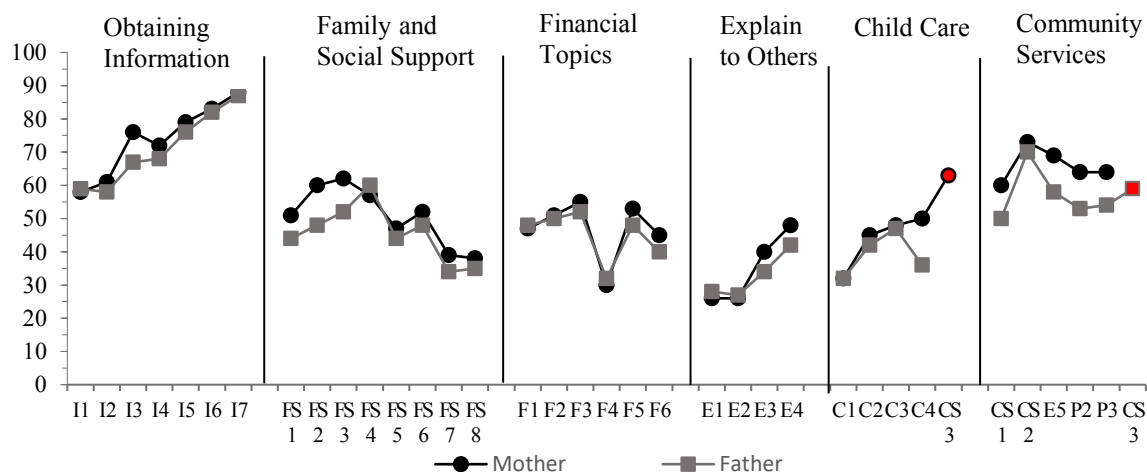 Obtaining
Information
Family and
Social Support
Financial
Topics
Explain
to Others
Child Care
Community
Services
100
90
80
70
60
50
40
30
20
10
0
I1 I2 I3 I4 I5 I6 I7
FS 1 FS 2 FS 3 FS 4 FS 5 FS 6 FS 7 FS 8
F1 F2 F3 F4 F5 F6
E1 E2 E3 E4
C1 C2 C3 C4 CS 3
CS 1 CS 2 E5 P2 P3 CS 3
Mother Father